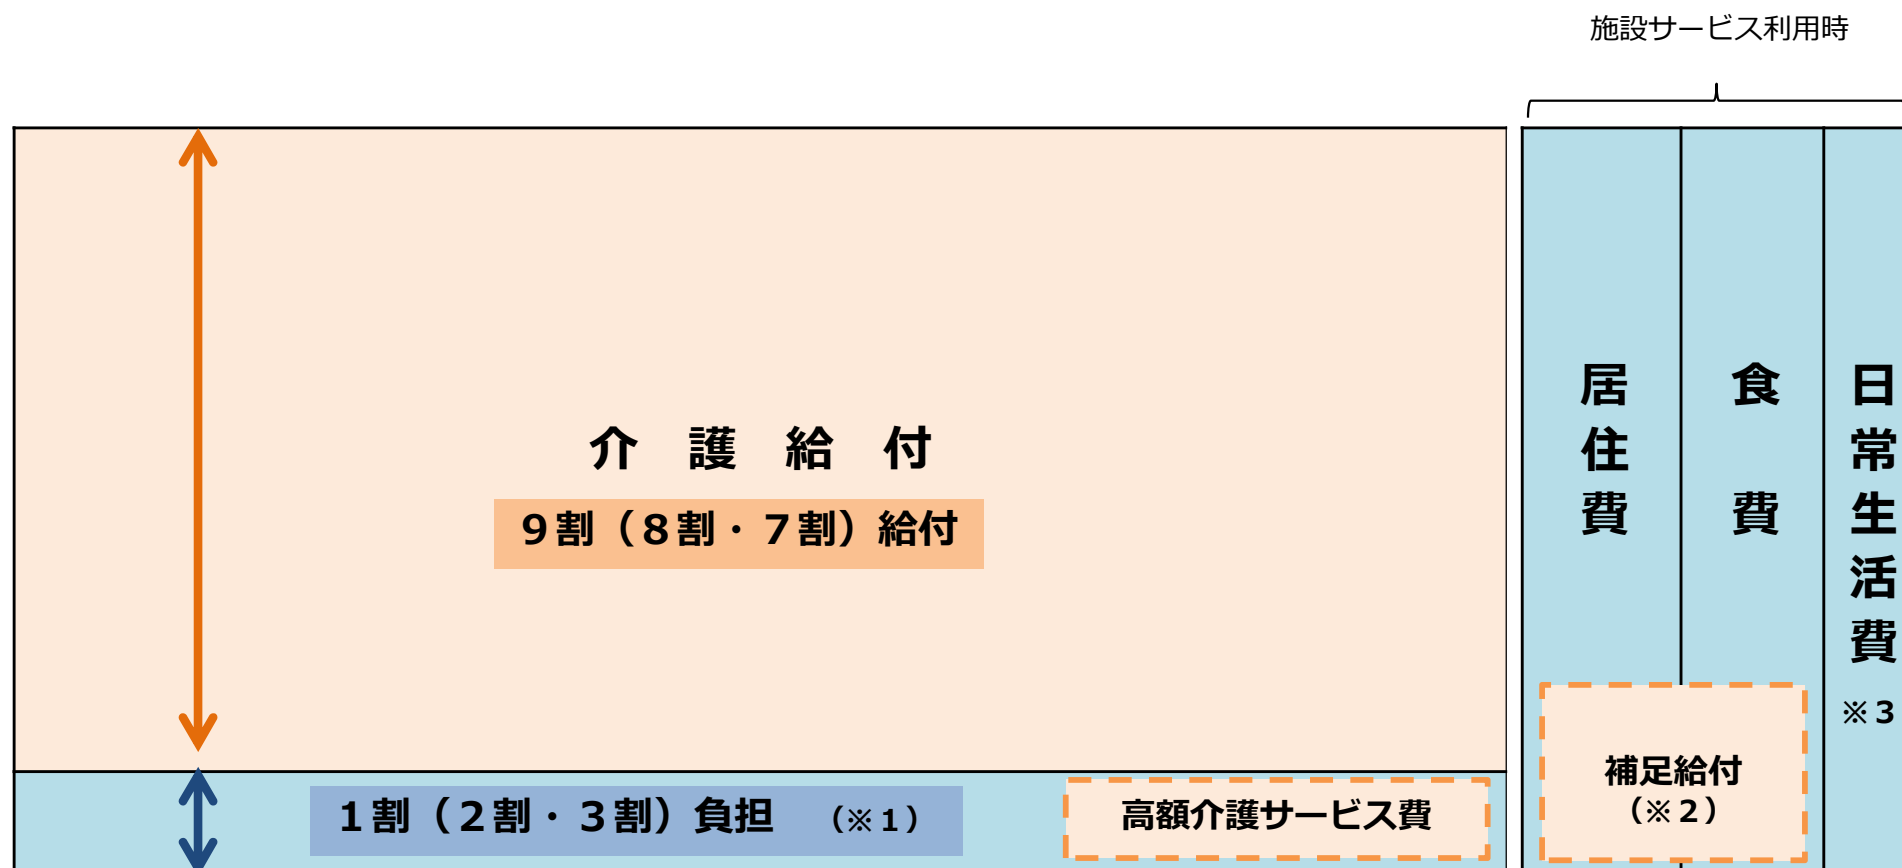 施設サービス利用時
介護給付
９割（８割・７割）給付
１割（２割・３割）負担　（※１）
高額介護サービス費
居住費
食費
日常生活費
※３
補足給付
（※２）